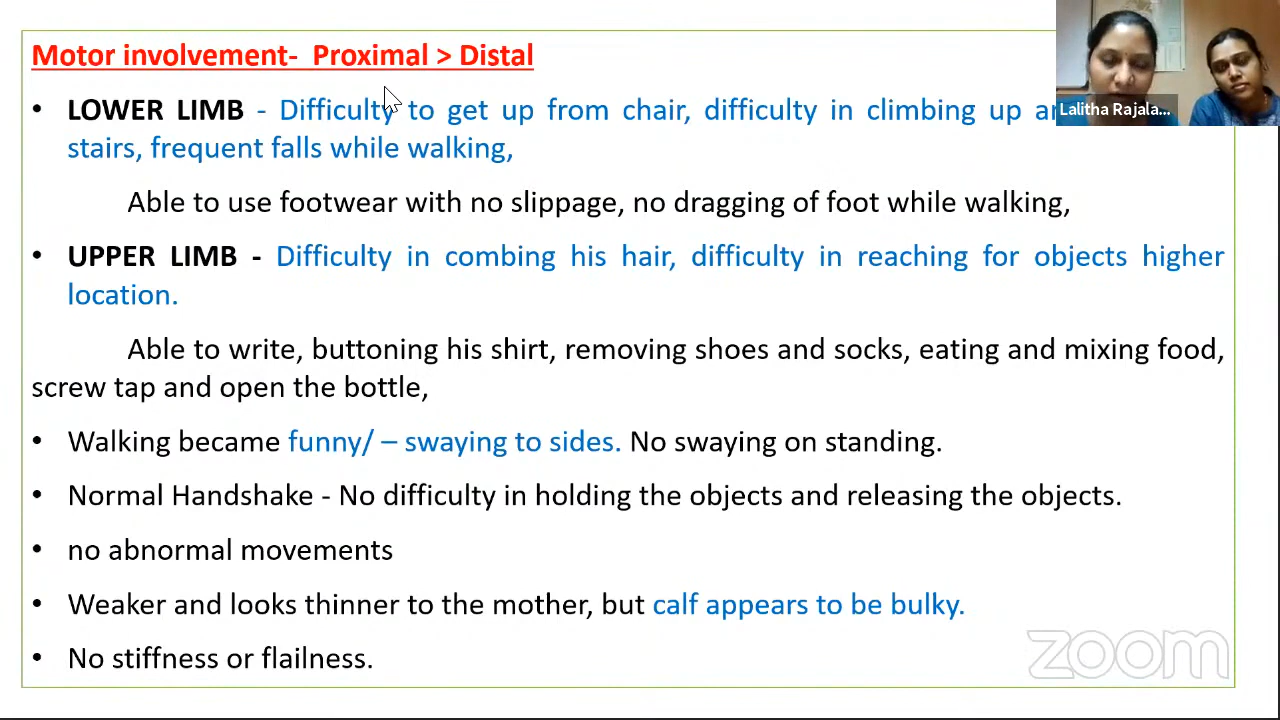 Motor involvement- Proximal > Distal
• LOWER LIMB - Difficulty to get up from chair, difficulty in climbing up
stairs, frequent falls while walking,
Able to use footwear with no slippage, no dragging of foot while walking,
• UPPER LIMB - Difficulty in combing his hair, difficulty in reaching for objects higher
location.
Able to write, buttoning his shirt, removing shoes and socks, eating and mixing food,
screw tap and open the bottle,
• Walking became funny/ – swaying to sides. No swaying on standing.
• Normal Handshake - No difficulty in holding the objects and releasing the objects.
• no abnormal movements
• Weaker and looks thinner to the mother, but calf appears to be bulky.
• No stiffness or flailness.
Lalitha Rajala...
zoom